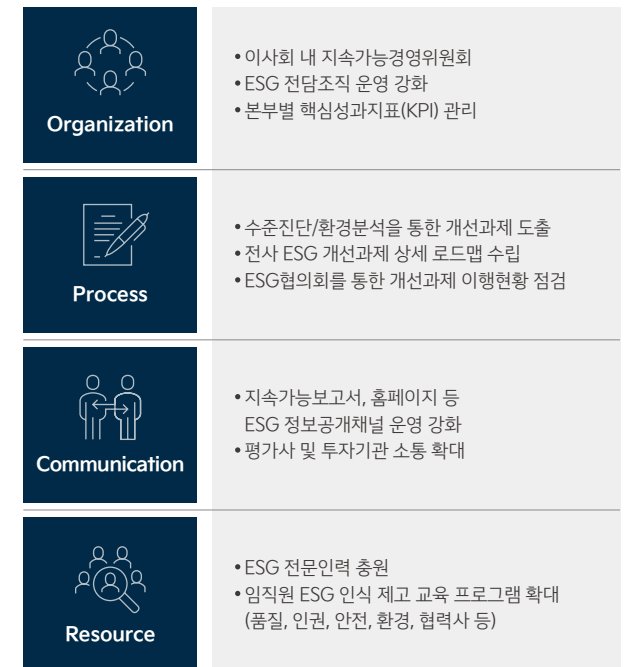 Organization
• 이사회 내 지속가능경영위원회
• ESG 전담조직 운영 강화
• 본부별 핵심성과지표(KPI) 관리
Process
• 수준진단/환경분석을 통한 개선과제 도출
• 전사 ESG 개선과제 상세 로드맵 수립
• ESG협의회를 통한 개선과제 이행현황 점검
Communication
• 지속가능보고서, 홈페이지 등
ESG 정보공개채널 운영 강화
• 평가사 및 투자기관 소통 확대
Resource
• ESG 전문인력 충원
• 임직원 ESG 인식 제고 교육 프로그램 확대
(품질, 인권, 안전, 환경, 협력사 등)